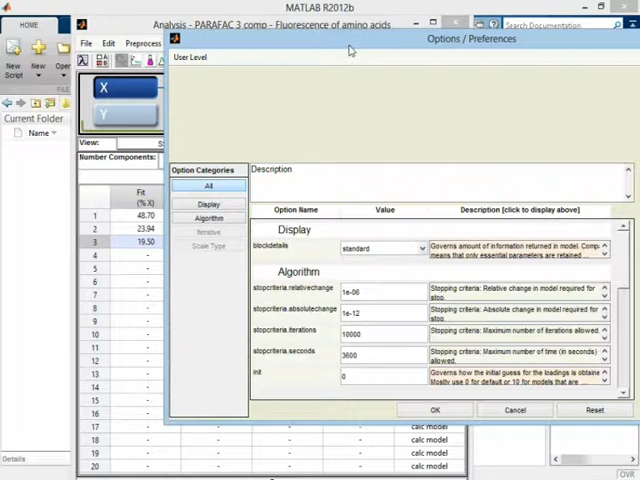 MATLAB R2012b
HOME
Search Documentation
New
Script
New
Open
Current Folder
Name
Details
Analysis - PARAFAC 3 comp - Fluorescence of amino acids
File Edit Preprocess
X
Y
View:
Number Components:
Fit
(% X)
1 48.70
2 23.94
3 19.50
4 -
5 -
6 -
7 -
8 -
9 -
10 -
11 -
12 -
13 -
14 -
15 -
16 -
17 - - - - calc model
18 - - - - calc model
19 - - - - calc model
20 - - - - calc model
Options / Preferences
User Level
Option Categories
All
Display
Algorithm
Iterative
Scale Type
Description
Option Name Value Description [click to display above]
Display
blockdetails standard Governs amount of information returned in model. Compa
means that only essential parameters are retained ...
Algorithm
stopcriteria.relativechange 1e-06 Stopping criteria: Relative change in model required for
stop.
stopcriteria.absolutechange 1e-12 Stopping criteria: Absolute change in model required for
stop.
stopcriteria.iterations 10000 Stopping criteria: Maximum number of iterations allowed.
stopcriteria.seconds 3600 Stopping criteria: Maximum number of time (in seconds)
allowed.
init 0 Governs how the initial guess for the loadings is obtaine
Mostly use 0 for default or 10 for models that are ...
OK Cancel Reset
OVR